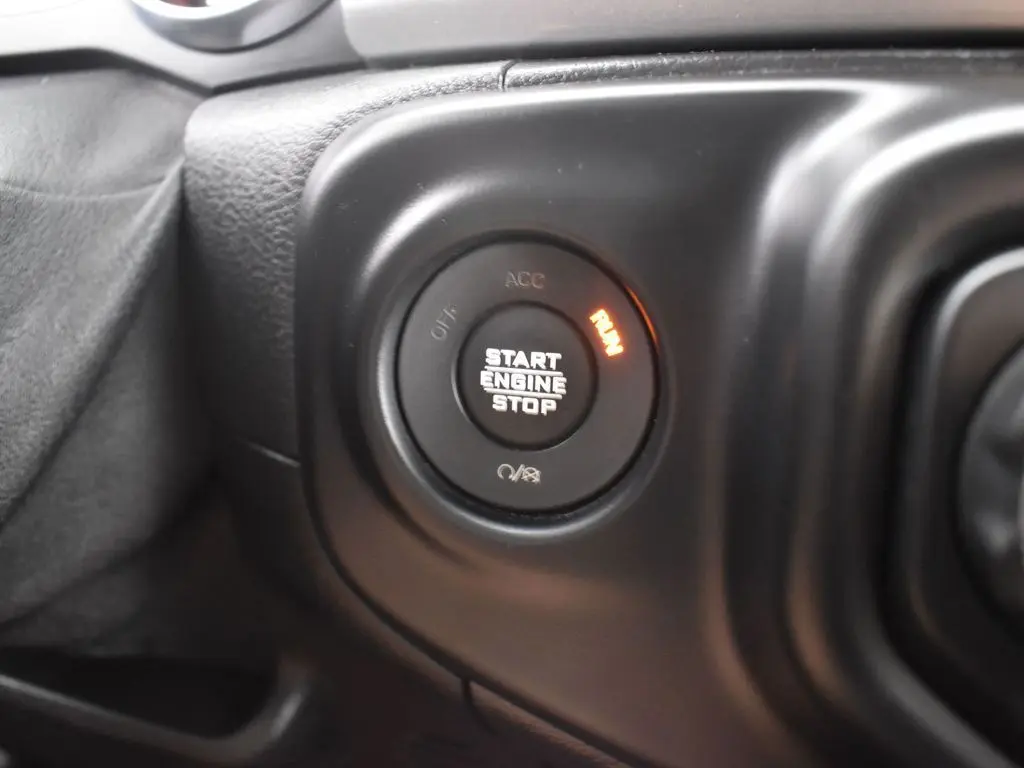 ACC
OFF
RUN
START
ENGINE
STOP